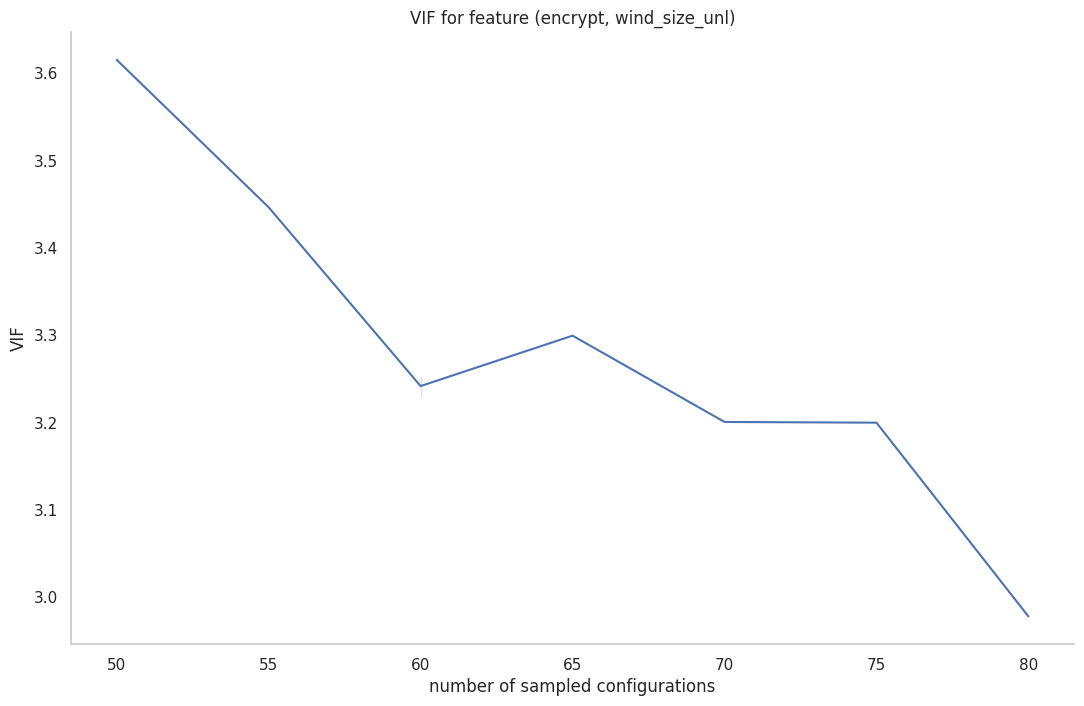 VIF for feature (encrypt, wind_size_unl)
3.6
3.5
3.4
3.3
3.2
3.1
3.0
VIF
50 55 60 65 70 75 80
number of sampled configurations